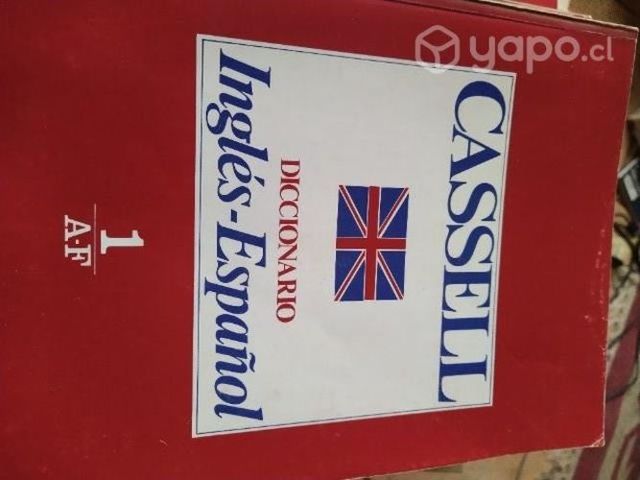 yapo.cl
CASSELL
DICCIONARIO
Inglés-Español
1
A-F